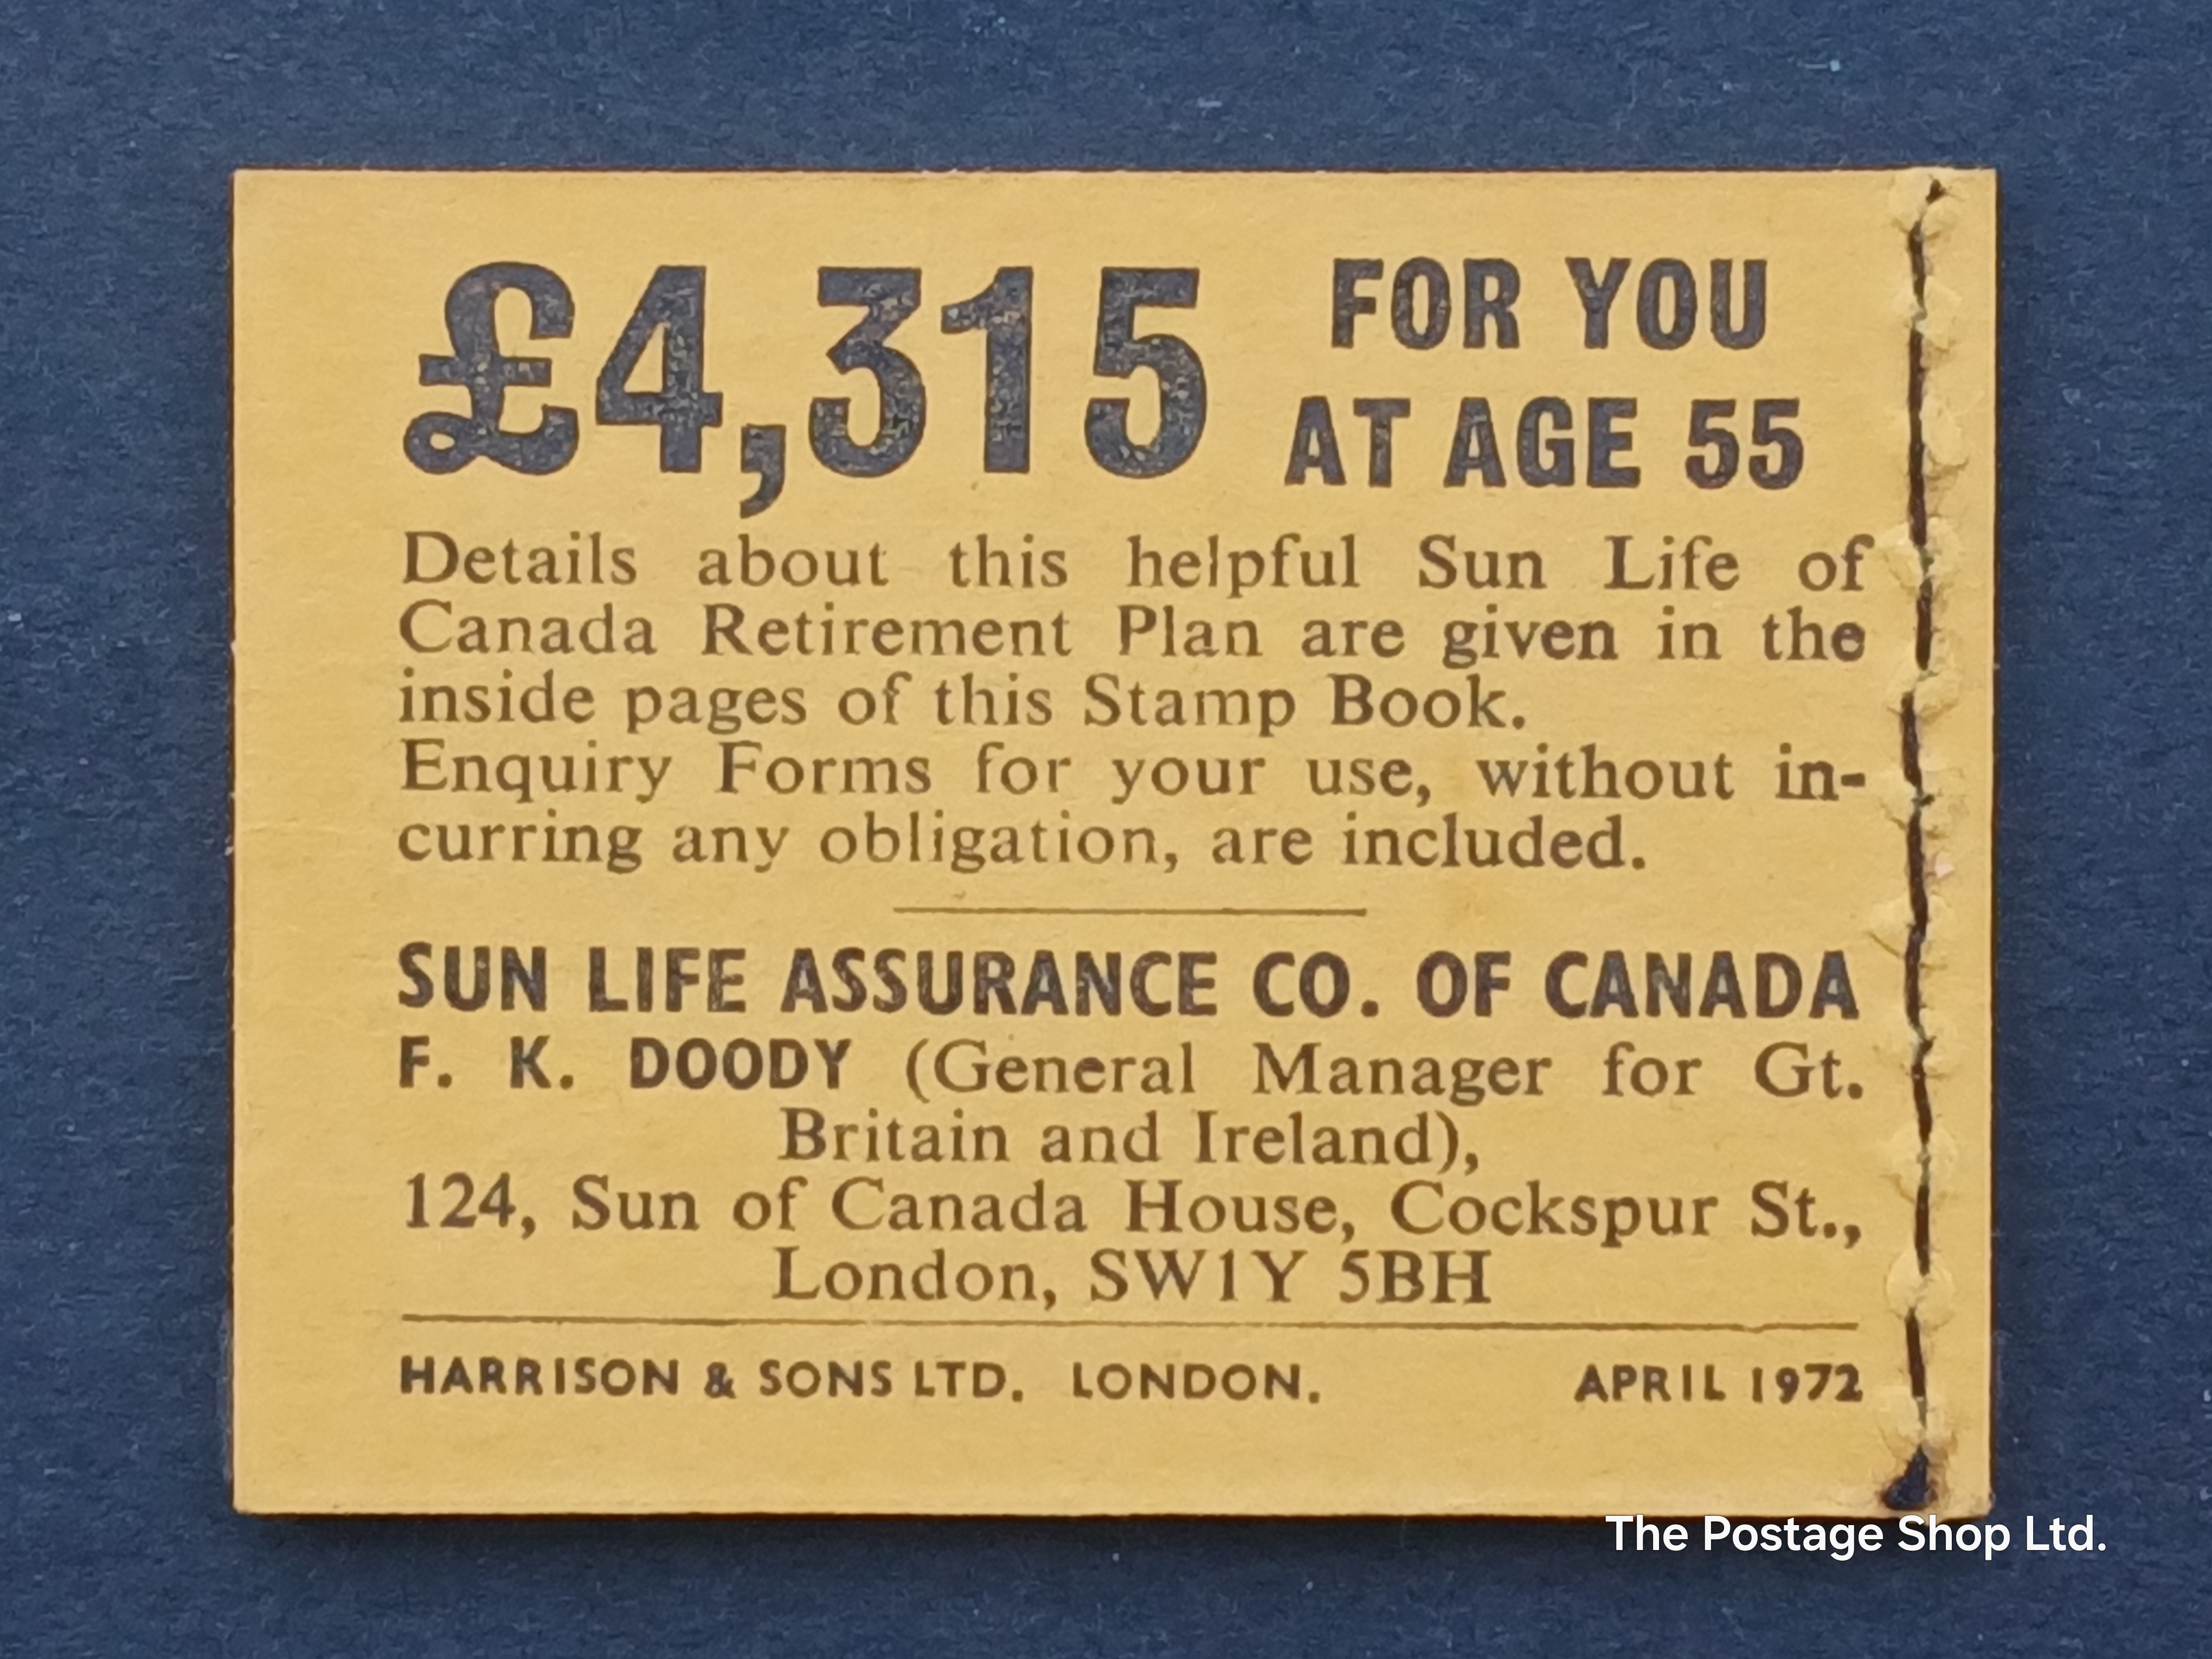 £4,315 FOR YOU
AT AGE 55
Details about this helpful Sun Life of
Canada Retirement Plan are given in the
inside pages of this Stamp Book.
Enquiry Forms for your use, without in-
curring any obligation, are included.
SUN LIFE ASSURANCE CO. OF CANADA
F. K. DOODY (General Manager for Gt.
Britain and Ireland),
124, Sun of Canada House, Cockspur St.,
London, SW1Y 5BH
HARRISON & SONS LTD. LONDON. APRIL 1972
The Postage Shop Ltd.